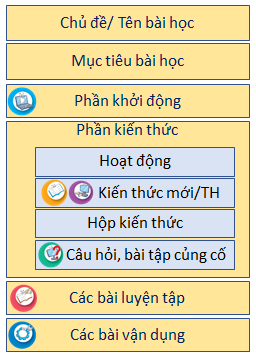 Chủ đề/ Tên bài học
Mục tiêu bài học
Phần khởi động
Phần kiến thức
Hoạt động
Kiến thức mới/TH
Hộp kiến thức
Câu hỏi, bài tập củng cố
Các bài luyện tập
Các bài vận dụng